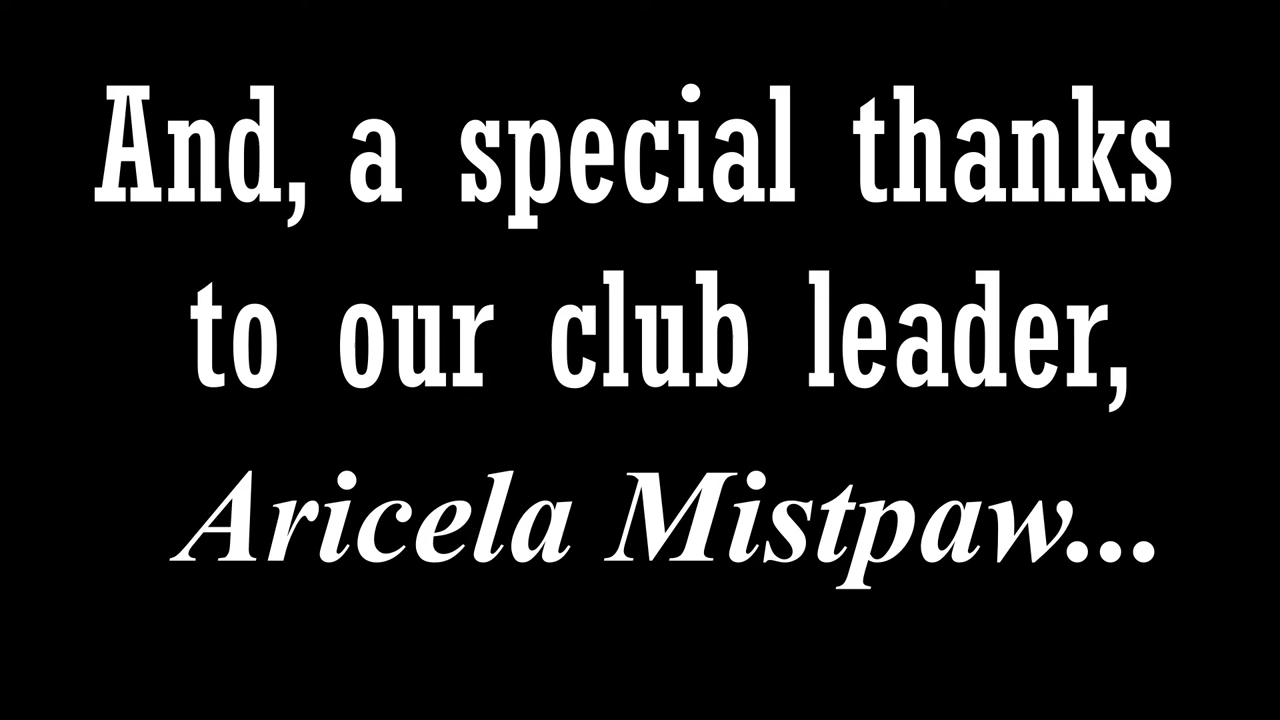 And, a special thanks
to our club leader,
Aricela Mistpaw...